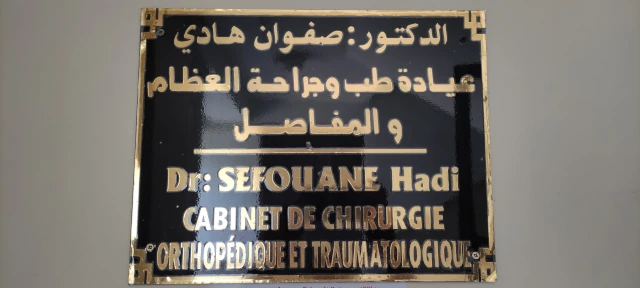 الدكتور: صفوان هادي
عيادة طب وجراحة العظام
و المفاصل
Dr: SEFOUANE Hadi
CABINET DE CHIRURGIE
ORTHOPÉDIQUE ET TRAUMATOLOGIQUE